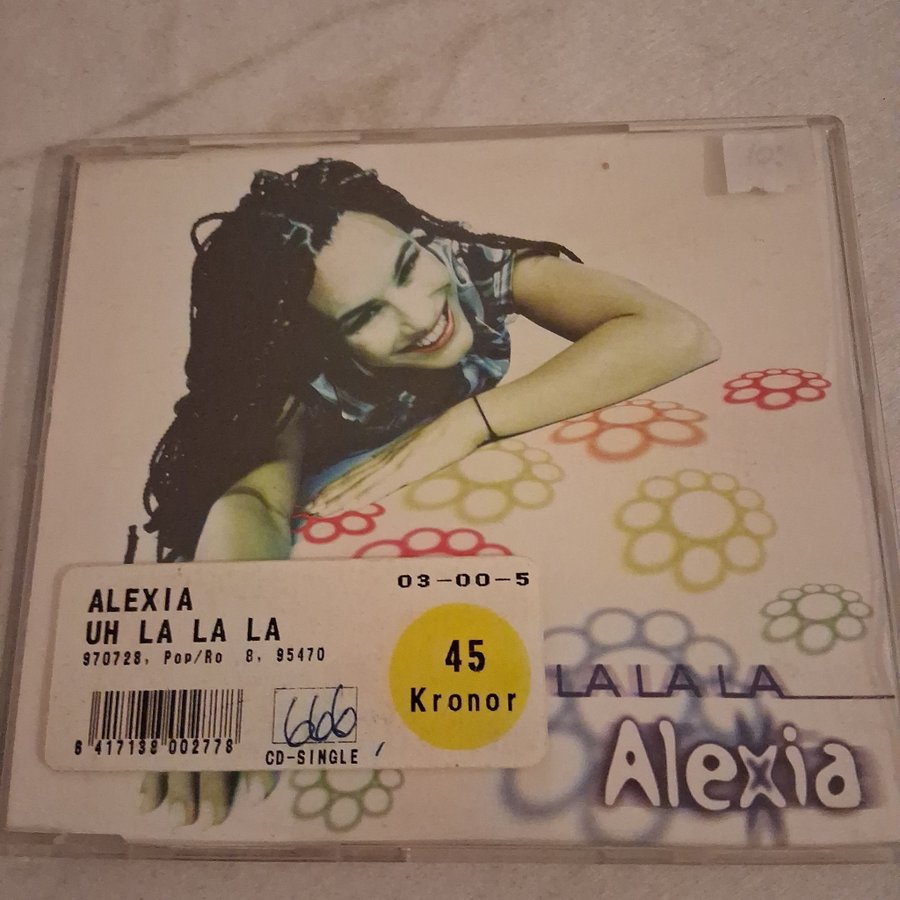 ALEXIA
UH LA LA LA
970728, Pop/Ro 8, 95470
8 417138 002778
666
CD-SINGLE
03-00-5
45
Kronor
LA LA LA
Alexia